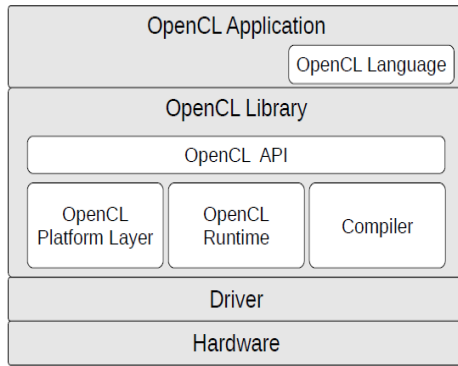 OpenCL Application
OpenCL Language
OpenCL Library
OpenCL API
OpenCL
Platform Layer
OpenCL
Runtime
Compiler
Driver
Hardware